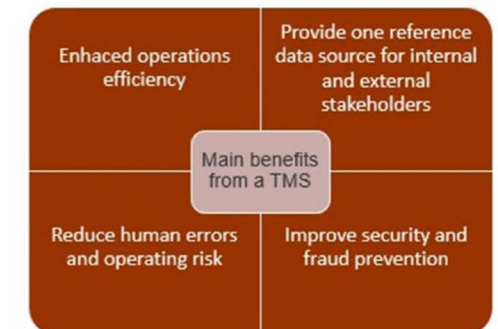 Enhaced operations
efficiency
Provide one reference
data source for internal
and external
stakeholders
Main benefits
from a TMS
Reduce human errors
and operating risk
Improve security and
fraud prevention